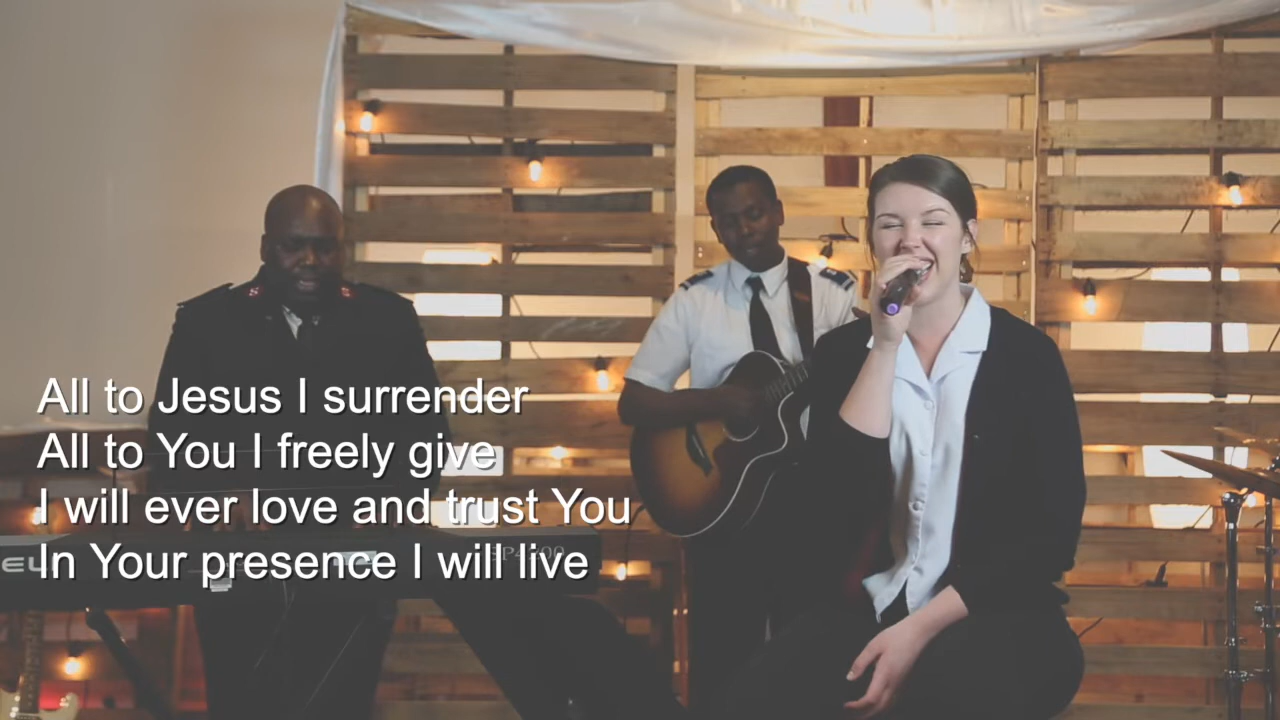 All to Jesus I surrender
All to You I freely give
I will ever love and trust You
In Your presence I will live